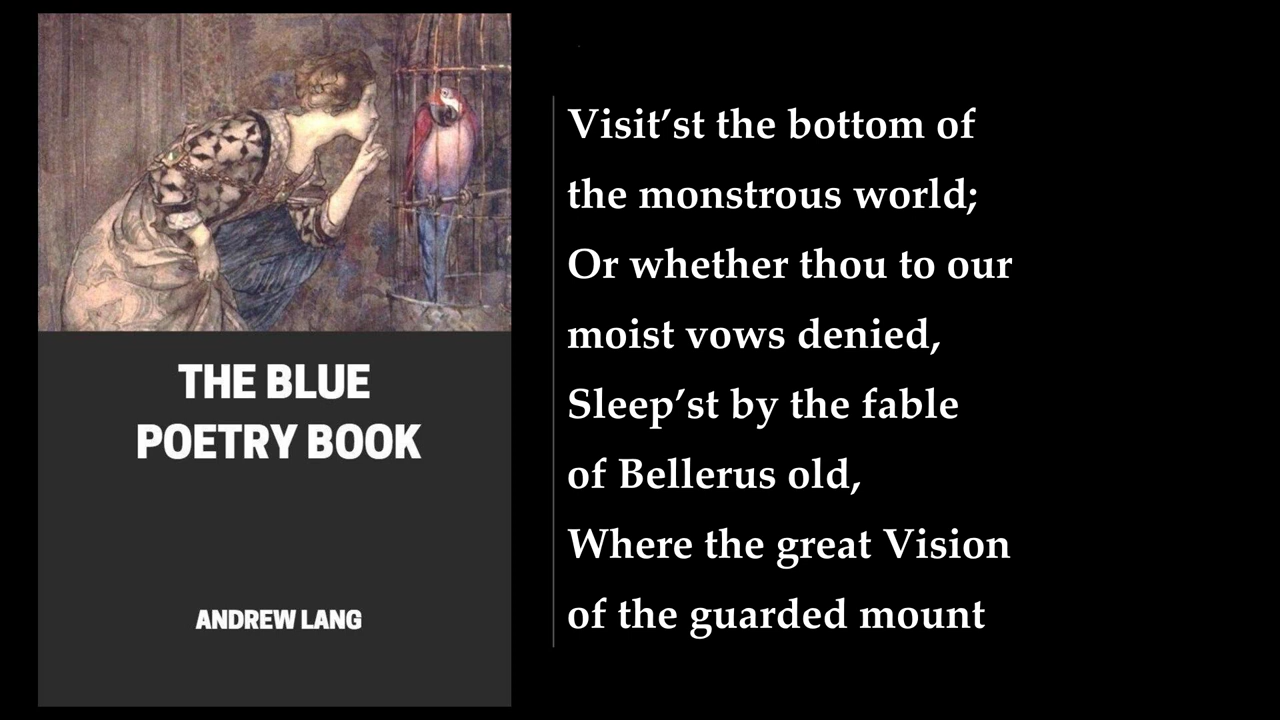 THE BLUE
POETRY BOOK
ANDREW LANG
Visit’st the bottom of
the monstrous world;
Or whether thou to our
moist vows denied,
Sleep’st by the fable
of Bellerus old,
Where the great Vision
of the guarded mount